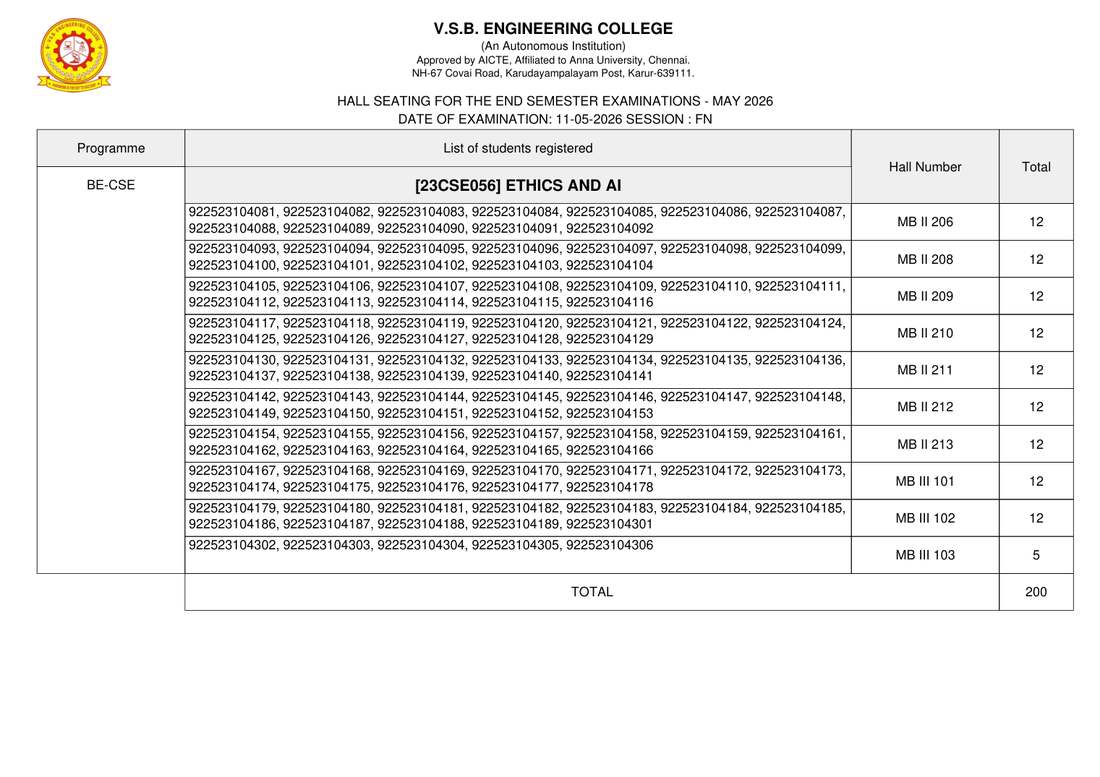 V.S.B. ENGINEERING COLLEGE
(An Autonomous Institution)
Approved by AICTE, Affiliated to Anna University, Chennai.
NH-67 Covai Road, Karudayampalayam Post, Karur-639111.
HALL SEATING FOR THE END SEMESTER EXAMINATIONS - MAY 2026
DATE OF EXAMINATION: 11-05-2026 SESSION : FN
Programme
List of students registered
Hall Number
Total
BE-CSE
[23CSE056] ETHICS AND AI
922523104081, 922523104082, 922523104083, 922523104084, 922523104085, 922523104086, 922523104087,
922523104088, 922523104089, 922523104090, 922523104091, 922523104092
MB II 206
12
922523104093, 922523104094, 922523104095, 922523104096, 922523104097, 922523104098, 922523104099,
922523104100, 922523104101, 922523104102, 922523104103, 922523104104
MB II 208
12
922523104105, 922523104106, 922523104107, 922523104108, 922523104109, 922523104110, 922523104111,
922523104112, 922523104113, 922523104114, 922523104115, 922523104116
MB II 209
12
922523104117, 922523104118, 922523104119, 922523104120, 922523104121, 922523104122, 922523104124,
922523104125, 922523104126, 922523104127, 922523104128, 922523104129
MB II 210
12
922523104130, 922523104131, 922523104132, 922523104133, 922523104134, 922523104135, 922523104136,
922523104137, 922523104138, 922523104139, 922523104140, 922523104141
MB II 211
12
922523104142, 922523104143, 922523104144, 922523104145, 922523104146, 922523104147, 922523104148,
922523104149, 922523104150, 922523104151, 922523104152, 922523104153
MB II 212
12
922523104154, 922523104155, 922523104156, 922523104157, 922523104158, 922523104159, 922523104161,
922523104162, 922523104163, 922523104164, 922523104165, 922523104166
MB II 213
12
922523104167, 922523104168, 922523104169, 922523104170, 922523104171, 922523104172, 922523104173,
922523104174, 922523104175, 922523104176, 922523104177, 922523104178
MB III 101
12
922523104179, 922523104180, 922523104181, 922523104182, 922523104183, 922523104184, 922523104185,
922523104186, 922523104187, 922523104188, 922523104189, 922523104301
MB III 102
12
922523104302, 922523104303, 922523104304, 922523104305, 922523104306
MB III 103
5
TOTAL
200